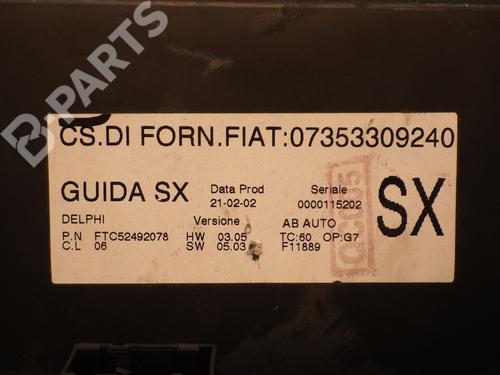 B-PARTS
CS.DI FORN.FIAT:07353309240
GUIDA SX Data Prod Seriale SX
21-02-02 0000115202
DELPHI Versione AB AUTO
P.N FTC52492078 HW 03.05 TC:60 OP:G7
C.L 06 SW 05.03 F11889